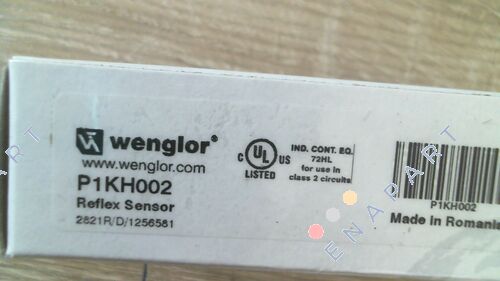 wenglor®
www.wenglor.com
P1KH002
Reflex Sensor
2821R/D/1256581
C UL US
LISTED
IND. CONT. EQ.
72HL
for use in
class 2 circuits
P1KH002
Made in Romania
ENAPART